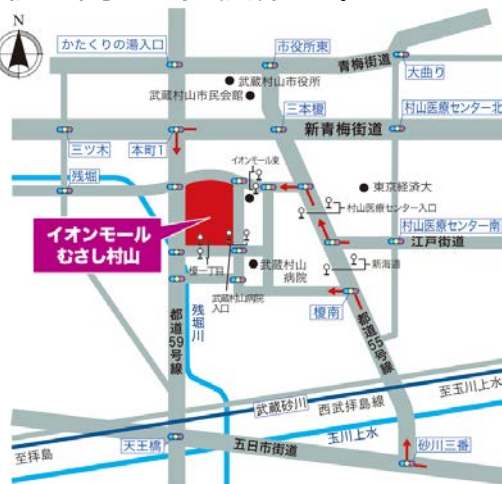 N
かたくりの湯入口
市役所東
青梅街道
大曲り
武蔵村山市役所
武蔵村山市民会館
三本榎
村山医療センター北
新青梅街道
三ツ木
本町1
残堀
イオンモール東
東京経済大
村山医療センター入口
村山医療センター南
江戸街道
イオンモール
むさし村山
榎一丁目
武蔵村山病院
入口
武蔵村山
病院
新海道
榎南
都道59号線
残堀川
都道55号線
武蔵砂川
西武拝島線
至玉川上水
玉川上水
天王橋
五日市街道
砂川三番
至拝島